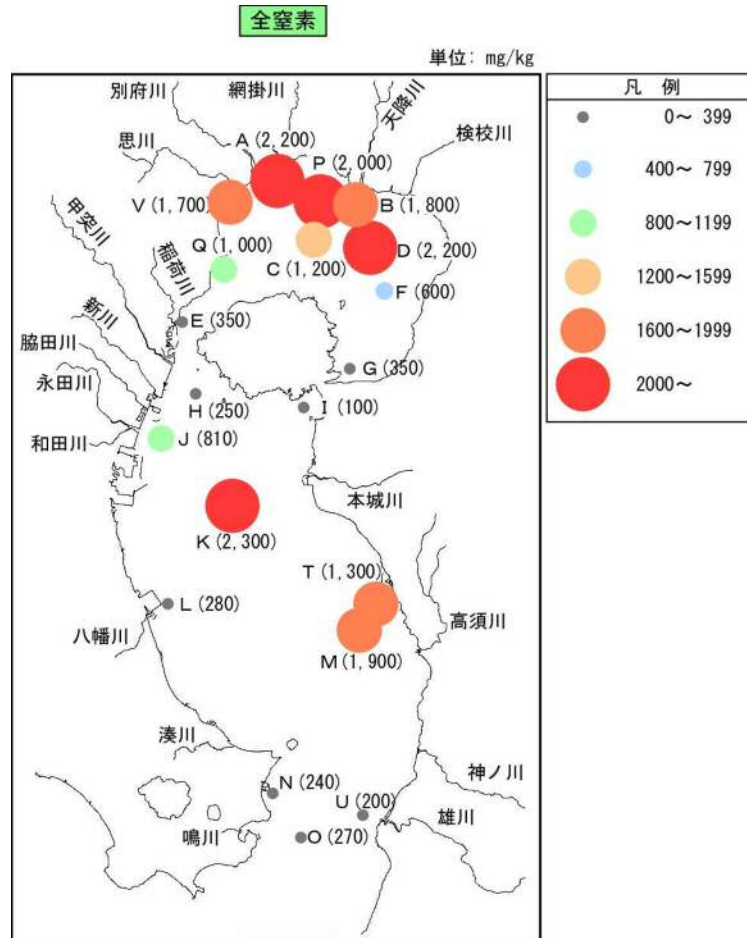 全窒素
単位: mg/kg
凡 例
0～ 399
400～ 799
800～1199
1200～1599
1600～1999
2000～
別府川
網掛川
天降川
検校川
思川
A (2, 200)
P (2, 000)
V (1, 700)
B (1, 800)
甲突川
稲荷川
Q (1, 000)
C (1, 200)
D (2, 200)
F (600)
新川
E (350)
脇田川
G (350)
永田川
H (250)
I (100)
和田川
J (810)
本城川
K (2, 300)
T (1, 300)
L (280)
高須川
八幡川
M (1, 900)
湊川
神ノ川
N (240)
U (200)
雄川
鳴川
O (270)